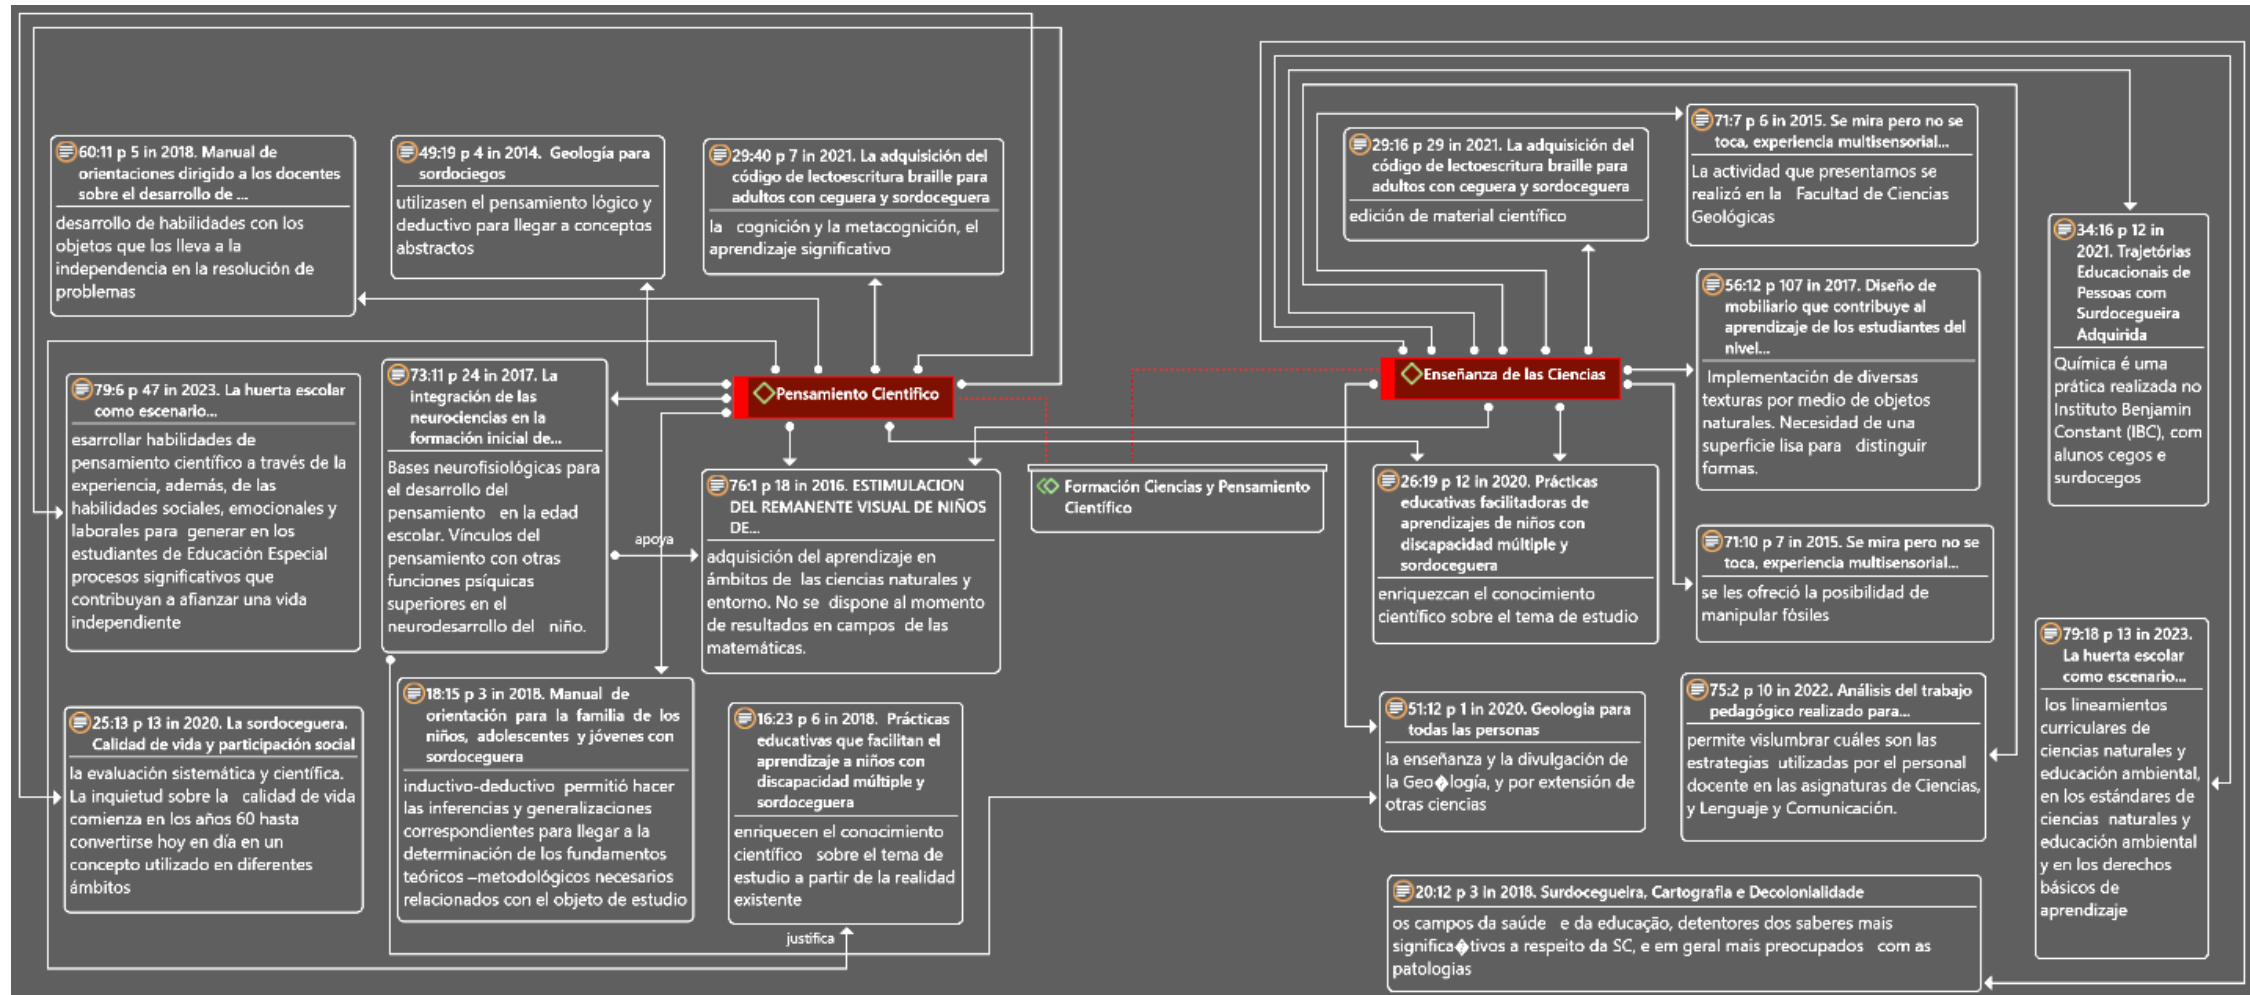 60:11 p 5 in 2018. Manual de
orientaciones dirigido a los docentes
sobre el desarrollo de ...
desarrollo de habilidades con los
objetos que los lleva a la
independencia en la resolución de
problemas
49:19 p 4 in 2014. Geología para
sordociegos
utilizasen el pensamiento lógico y
deductivo para llegar a conceptos
abstractos
29:40 p 7 in 2021. La adquisición del
código de lectoescritura braille para
adultos con ceguera y sordoceguera
la cognición y la metacognición, el
aprendizaje significativo
29:16 p 29 in 2021. La adquisición del
código de lectoescritura braille para
adultos con ceguera y sordoceguera
edición de material científico
71:7 p 6 in 2015. Se mira pero no se
toca, experiencia multisensorial...
La actividad que presentamos se
realizó en la Facultad de Ciencias
Geológicas
34:16 p 12 in
2021. Trajetórias
Educacionais de
Pessoas com
Surdocegueira
Adquirida
Química é uma
prática realizada no
Instituto Benjamin
Constant (IBC), com
alunos cegos e
surdocegos
56:12 p 107 in 2017. Diseño de
mobiliario que contribuye al
aprendizaje de los estudiantes del
nivel...
Implementación de diversas
texturas por medio de objetos
naturales. Necesidad de una
superficie lisa para distinguir
formas.
79:6 p 47 in 2023. La huerta escolar
como escenario...
esarrollar habilidades de
pensamiento científico a través de la
experiencia, además, de las
habilidades sociales, emocionales y
laborales para generar en los
estudiantes de Educación Especial
procesos significativos que
contribuyan a afianzar una vida
independiente
73:11 p 24 in 2017. La
integración de las
neurociencias en la
formación inicial de...
Bases neurofisiológicas para
el desarrollo del
pensamiento en la edad
escolar. Vínculos del
pensamiento con otras
funciones psíquicas
superiores en el
neurodesarrollo del niño.
Pensamiento Científico
Enseñanza de las Ciencias
apoya
76:1 p 18 in 2016. ESTIMULACION
DEL REMANENTE VISUAL DE NIÑOS
DE...
adquisición del aprendizaje en
ámbitos de las ciencias naturales y
entorno. No se dispone al momento
de resultados en campos de las
matemáticas.
Formación Ciencias y Pensamiento
Científico
26:19 p 12 in 2020. Prácticas
educativas facilitadoras de
aprendizajes de niños con
discapacidad múltiple y
sordoceguera
enriquezcan el conocimiento
científico sobre el tema de estudio
71:10 p 7 in 2015. Se mira pero no se
toca, experiencia multisensorial...
se les ofreció la posibilidad de
manipular fósiles
79:18 p 13 in 2023.
La huerta escolar
como escenario...
los lineamientos
curriculares de
ciencias naturales y
educación ambiental,
en los estándares de
ciencias naturales y
educación ambiental
y en los derechos
básicos de
aprendizaje
25:13 p 13 in 2020. La sordoceguera.
Calidad de vida y participación social
la evaluación sistemática y científica.
La inquietud sobre la calidad de vida
comienza en los años 60 hasta
convertirse hoy en día en un
concepto utilizado en diferentes
ámbitos
18:15 p 3 in 2018. Manual de
orientación para la familia de los
niños, adolescentes y jóvenes con
sordoceguera
inductivo-deductivo permitió hacer
las inferencias y generalizaciones
correspondientes para llegar a la
determinación de los fundamentos
teóricos –metodológicos necesarios
relacionados con el objeto de estudio
16:23 p 6 in 2018. Prácticas
educativas que facilitan el
aprendizaje a niños con
discapacidad múltiple y
sordoceguera
enriquecen el conocimiento
científico sobre el tema de
estudio a partir de la realidad
existente
justifica
51:12 p 1 in 2020. Geologia para
todas las personas
la enseñanza y la divulgación de
la Geo�logía, y por extensión de
otras ciencias
75:2 p 10 in 2022. Análisis del trabajo
pedagógico realizado para...
permite vislumbrar cuáles son las
estrategias utilizadas por el personal
docente en las asignaturas de Ciencias,
y Lenguaje y Comunicación.
20:12 p 3 in 2018. Surdocegueira, Cartografia e Decolonialidade
os campos da saúde e da educação, detentores dos saberes mais
significa�tivos a respeito da SC, e em geral mais preocupados com as
patologias